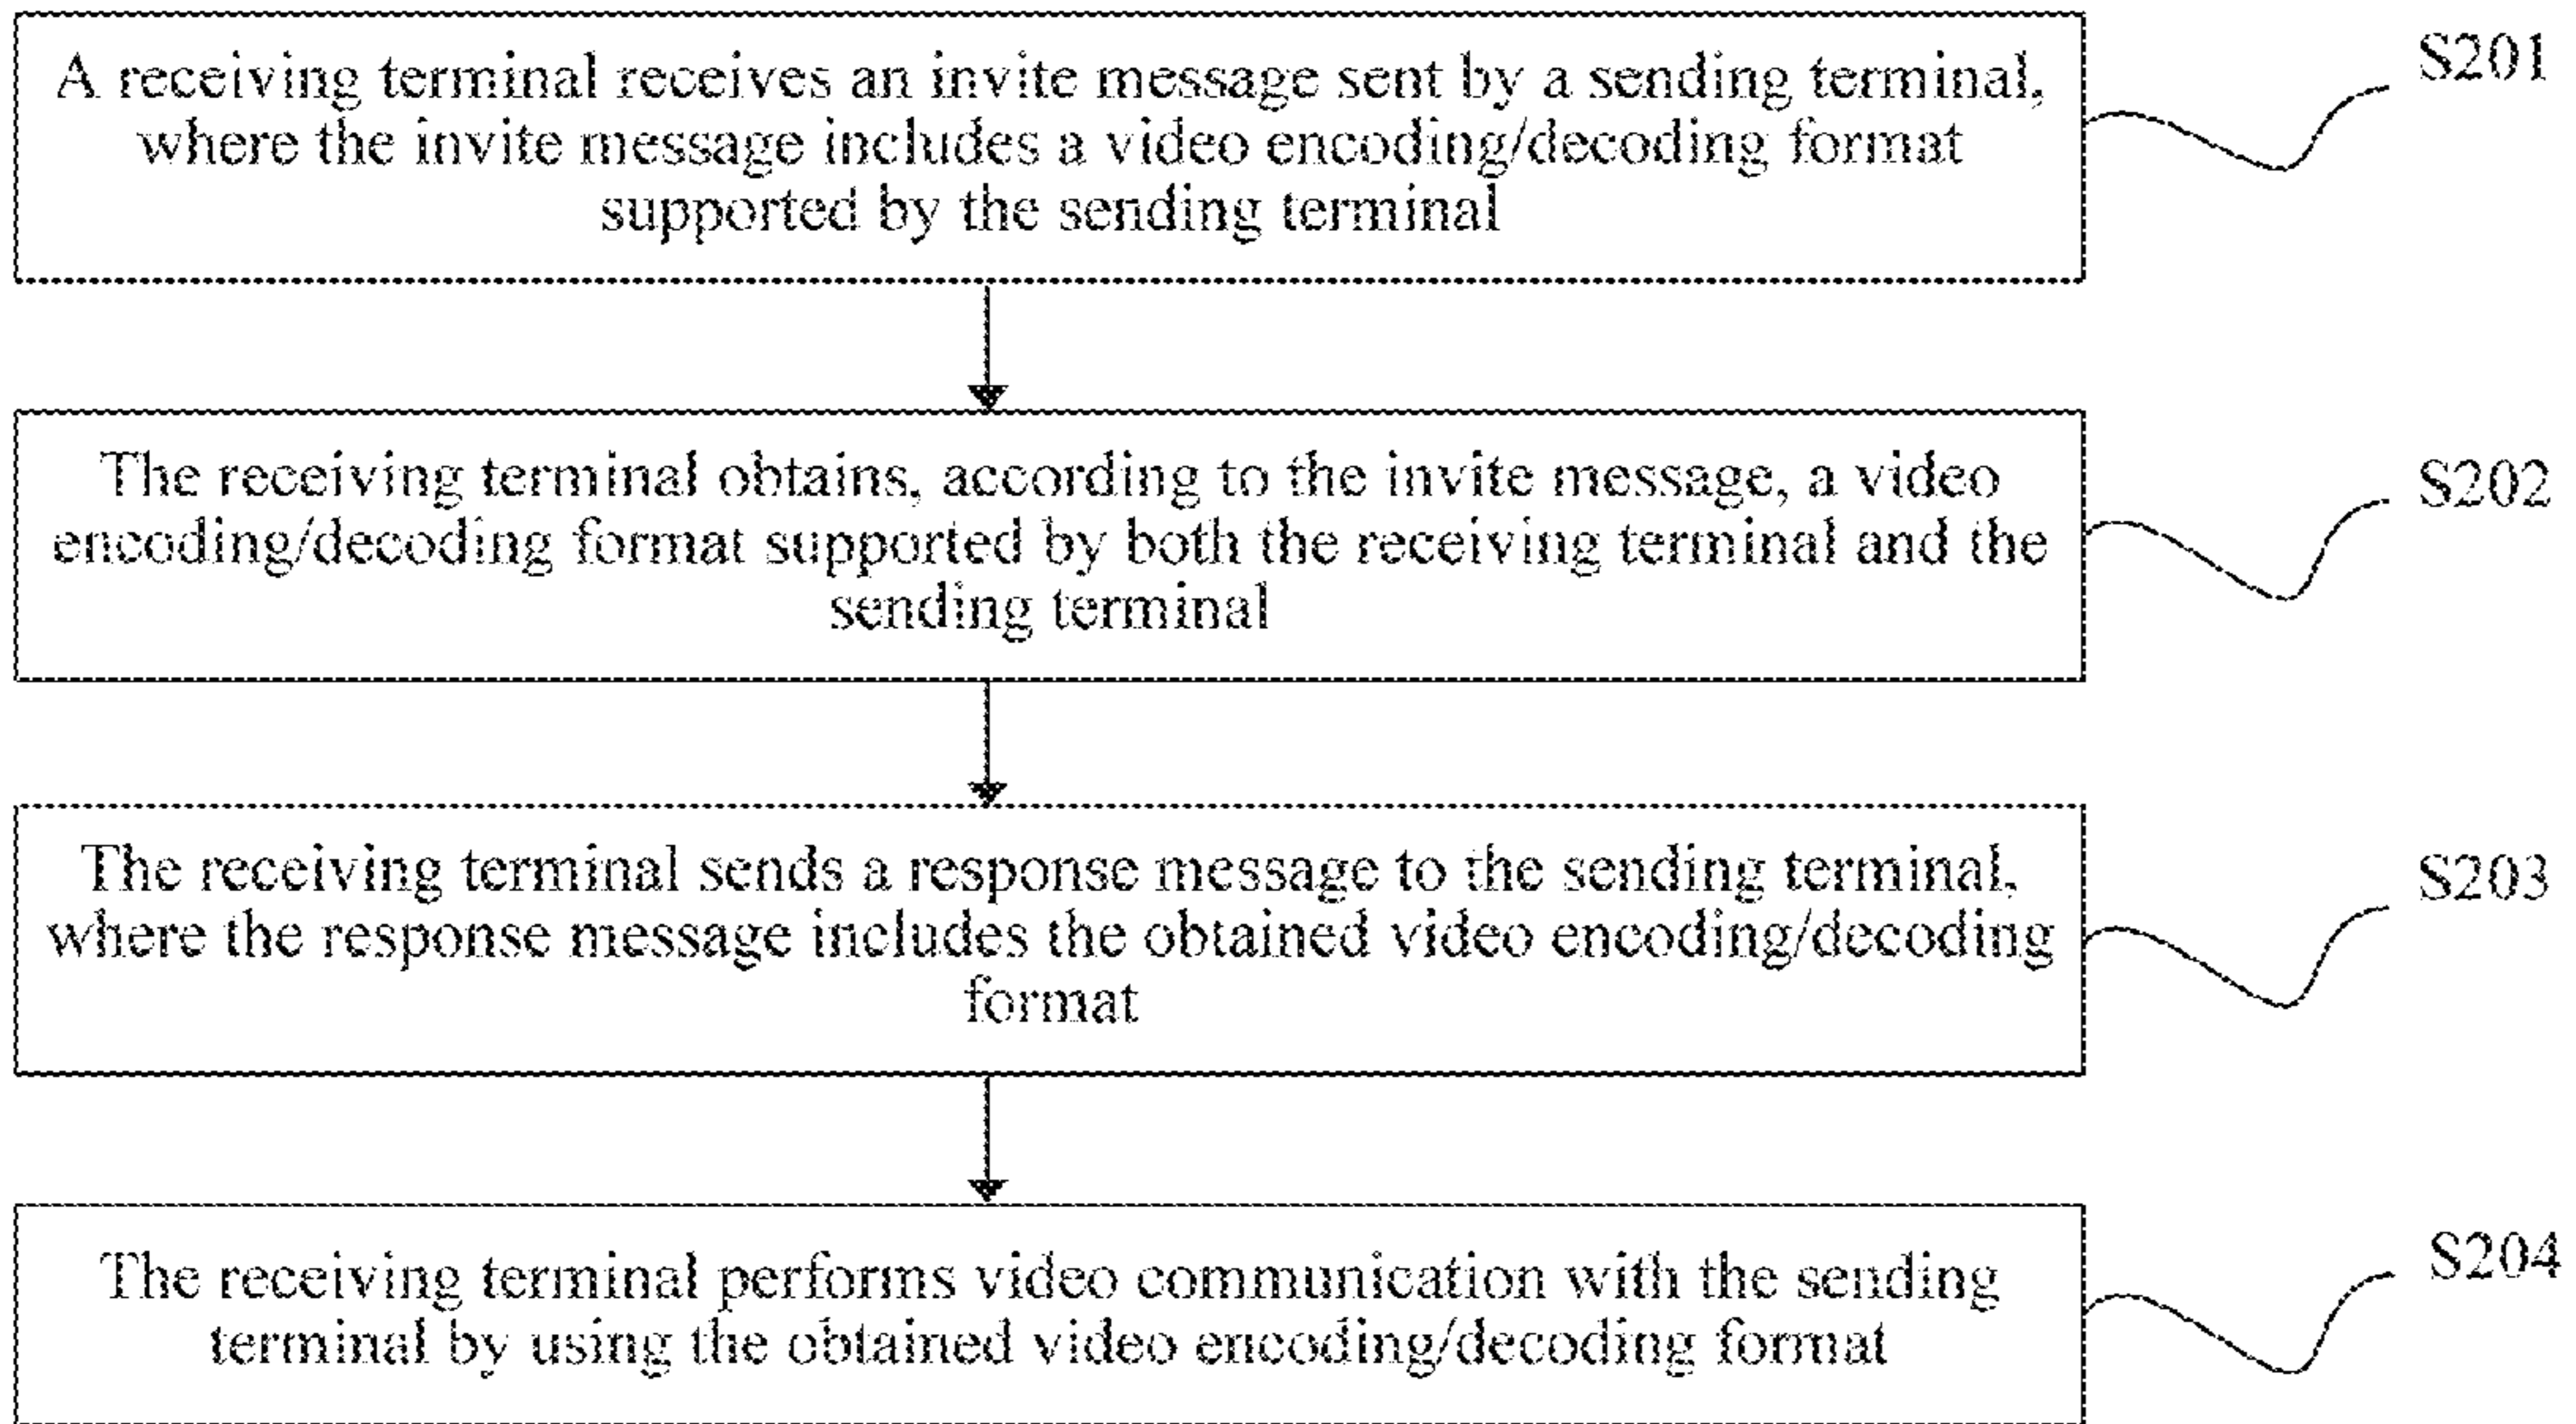 A receiving terminal receives an invite message sent by a sending terminal,
where the invite message includes a video encoding/decoding format
supported by the sending terminal
S201
The receiving terminal obtains, according to the invite message, a video
encoding/decoding format supported by both the receiving terminal and the
sending terminal
S202
The receiving terminal sends a response message to the sending terminal,
where the response message includes the obtained video encoding/decoding
format
S203
The receiving terminal performs video communication with the sending
terminal by using the obtained video encoding/decoding format
S204